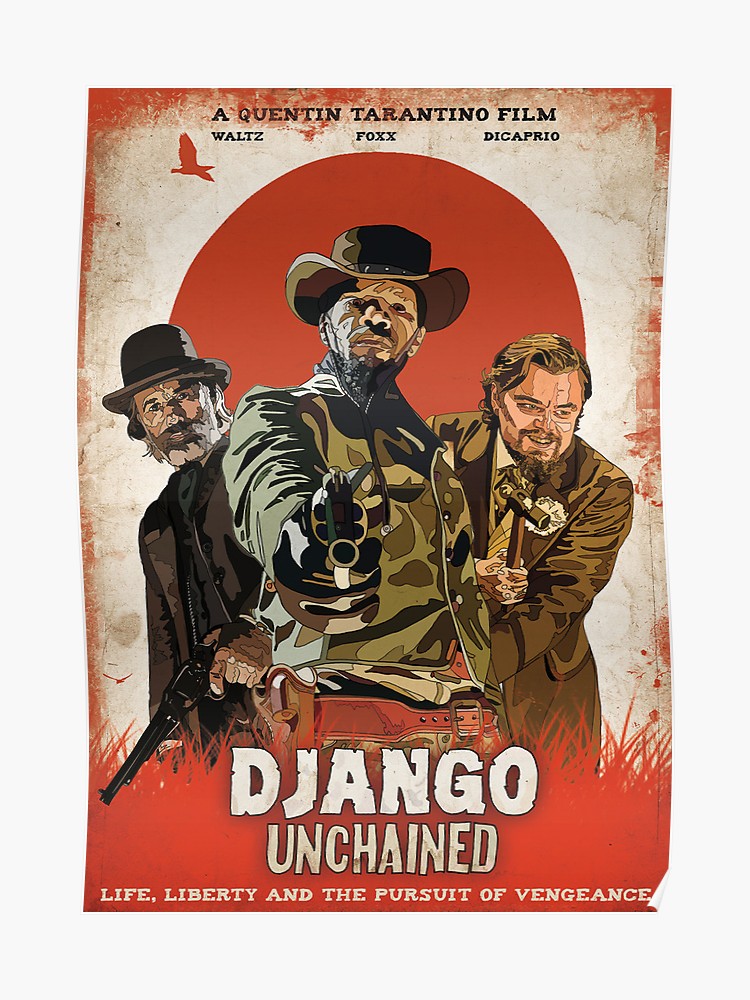 A QUENTIN TARANTINO FILM
WALTZ FOXX DICAPRIO
DJANGO
UNCHAINED
LIFE, LIBERTY AND THE PURSUIT OF VENGEANCE